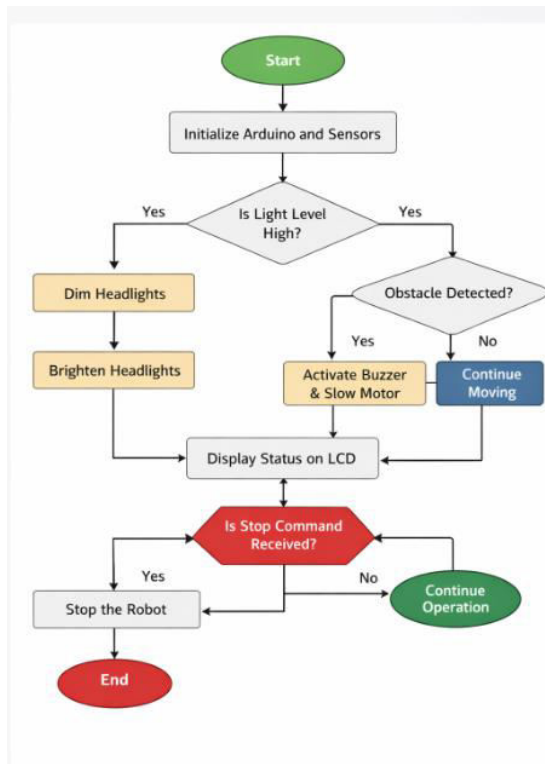 Start
Initialize Arduino and Sensors
Is Light Level
High?
Yes
Yes
Dim Headlights
Obstacle Detected?
Yes
No
Brighten Headlights
Activate Buzzer
& Slow Motor
Continue
Moving
Display Status on LCD
Is Stop Command
Received?
Yes
No
Stop the Robot
Continue
Operation
End